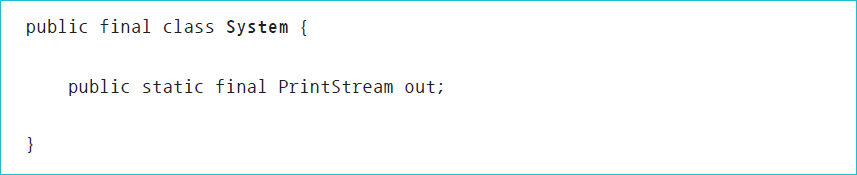 public final class System {
public static final PrintStream out;
}